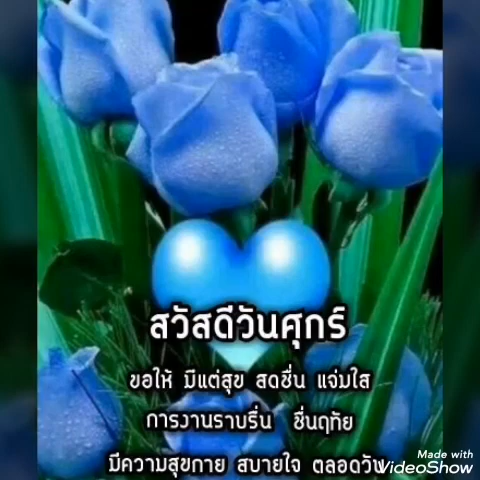 สวัสดีวันศุกร์
ขอให้ มีแต่สุข สดชื่น แจ่มใส
การงานราบรื่น ชื่นฤทัย
มีความสุขกาย สบายใจ ตลอดวัน
Made with
VideoShow